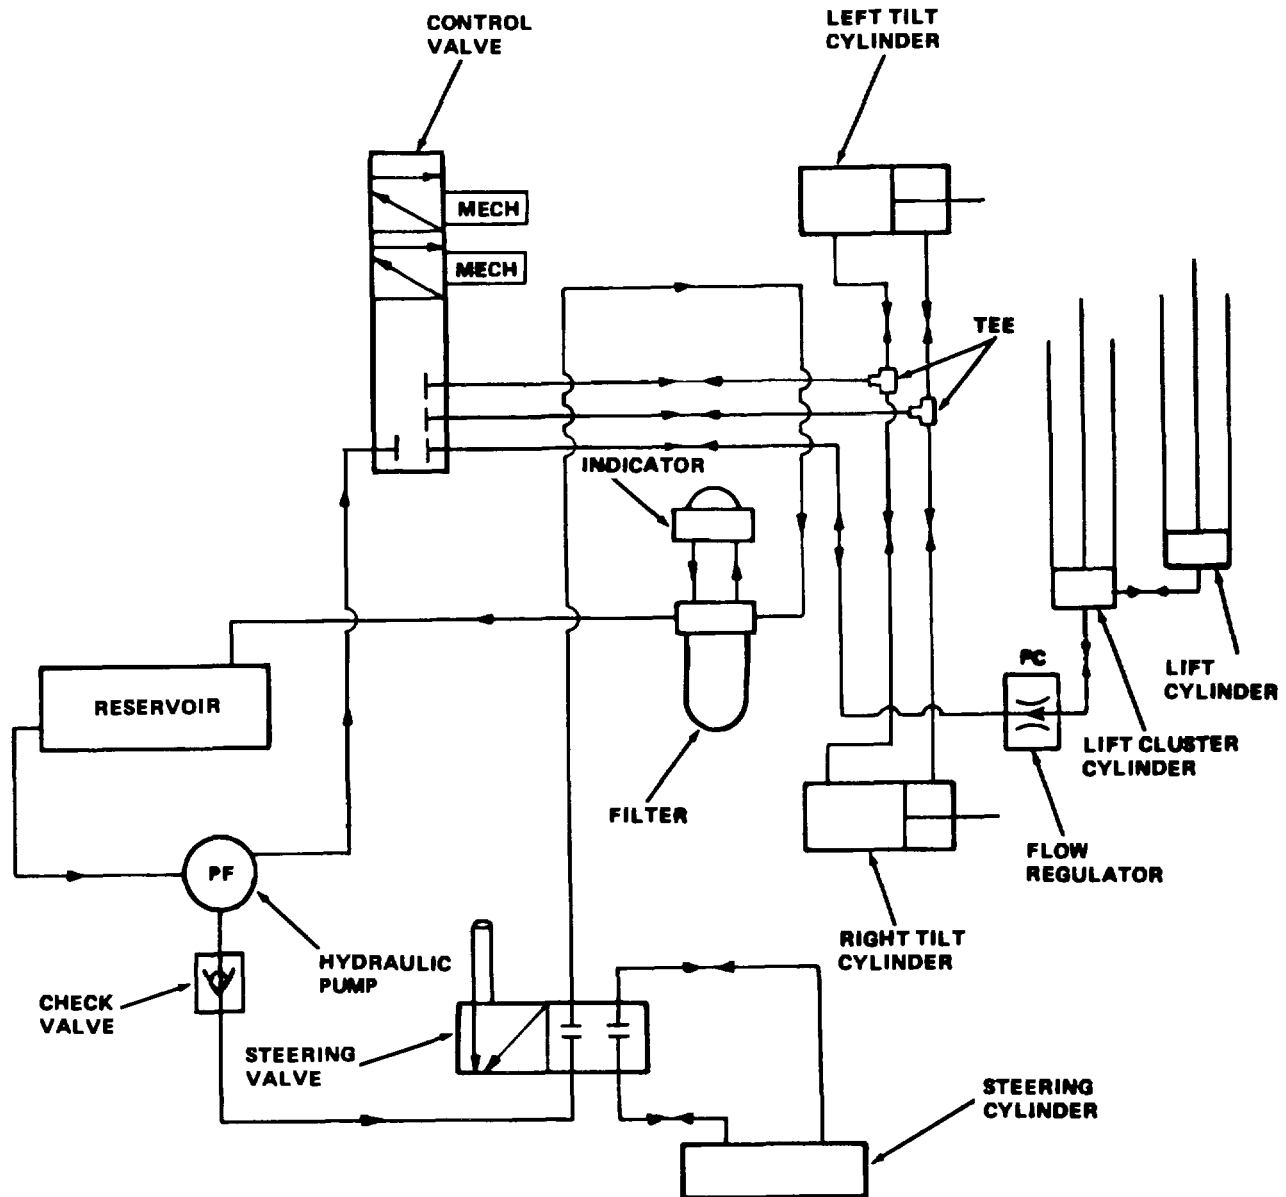 CONTROL
VALVE
LEFT TILT
CYLINDER
MECH
MECH
TEE
INDICATOR
RESERVOIR
PC
LIFT
CYLINDER
LIFT CLUSTER
CYLINDER
FILTER
FLOW
REGULATOR
PF
HYDRAULIC
PUMP
RIGHT TILT
CYLINDER
CHECK
VALVE
STEERING
VALVE
STEERING
CYLINDER